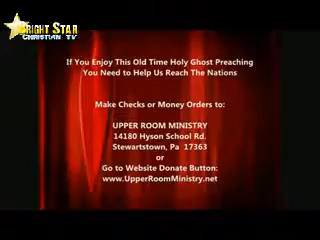 BRIGHT STAR
CHRISTIAN TV
If You Enjoy This Old Time Holy Ghost Preaching
You Need to Help Us Reach The Nations
Make Checks or Money Orders to:
UPPER ROOM MINISTRY
14180 Hyson School Rd.
Stewartstown, Pa 17363
or
Go to Website Donate Button:
www.UpperRoomMinistry.net